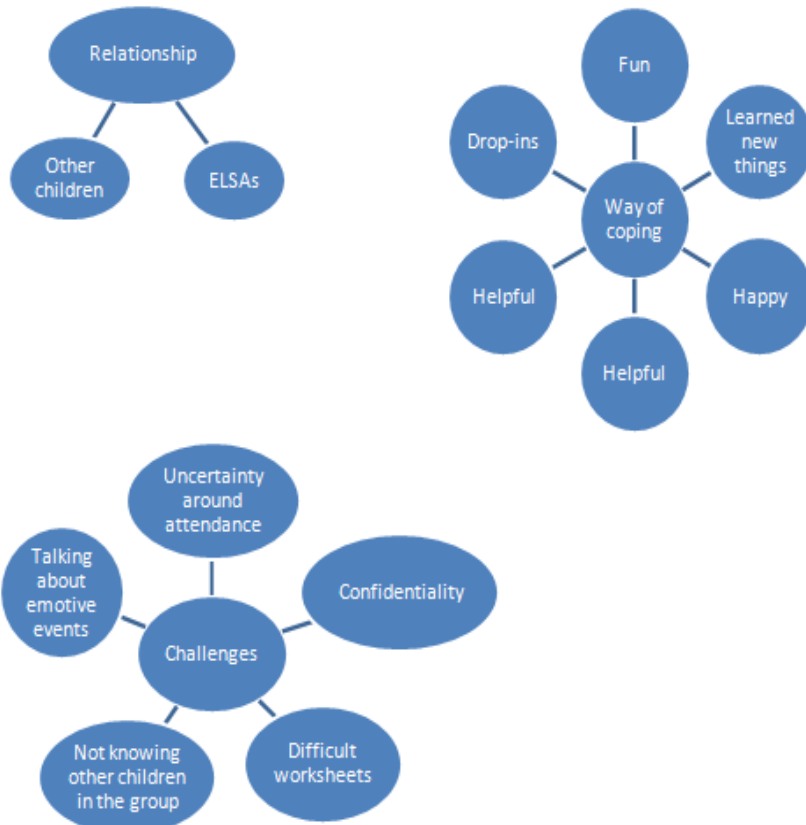 Relationship
Other
children
ELSAs
Fun
Drop-ins
Learned
new
things
Way of
coping
Helpful
Happy
Helpful
Uncertainty
around
attendance
Talking
about
emotive
events
Confidentiality
Challenges
Not knowing
other children
in the group
Difficult
worksheets